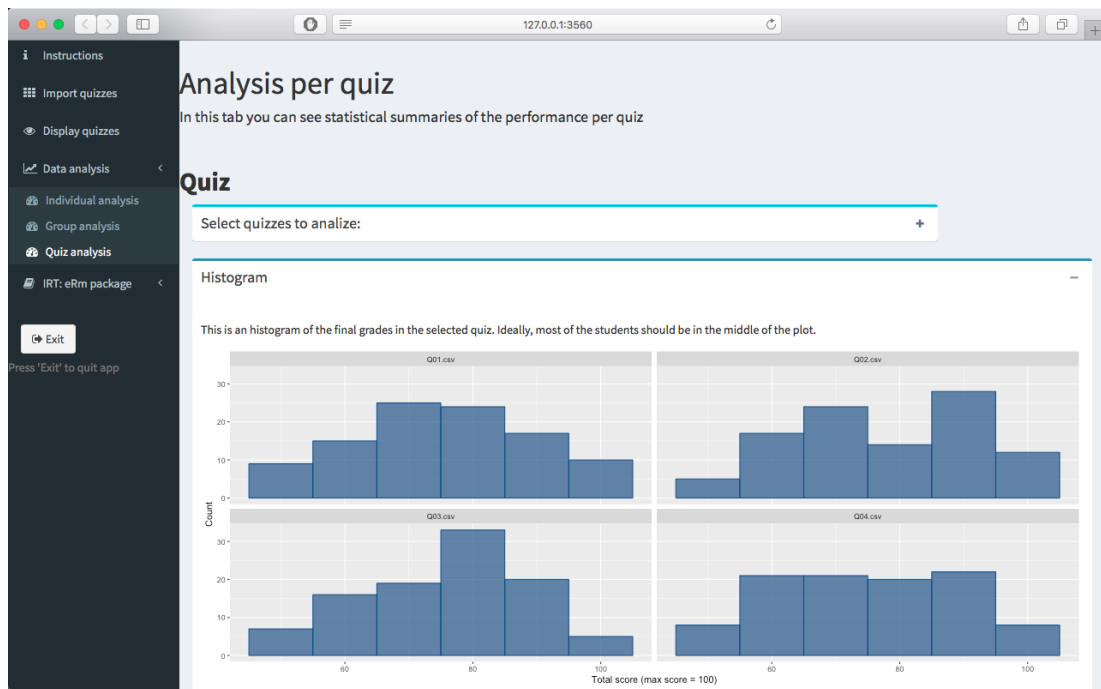 127.0.0.1:3560
Instructions
Import quizzes
Display quizzes
Data analysis
Individual analysis
Group analysis
Quiz analysis
IRT: eRm package
Exit
Press 'Exit' to quit app
Analysis per quiz
In this tab you can see statistical summaries of the performance per quiz
Quiz
Select quizzes to analize:
Histogram
This is an histogram of the final grades in the selected quiz. Ideally, most of the students should be in the middle of the plot.
Q01.csv
Q02.csv
30
20
10
0
Count
Q03.csv
Q04.csv
30
20
10
0
60 80 100 60 80 100
Total score (max score = 100)